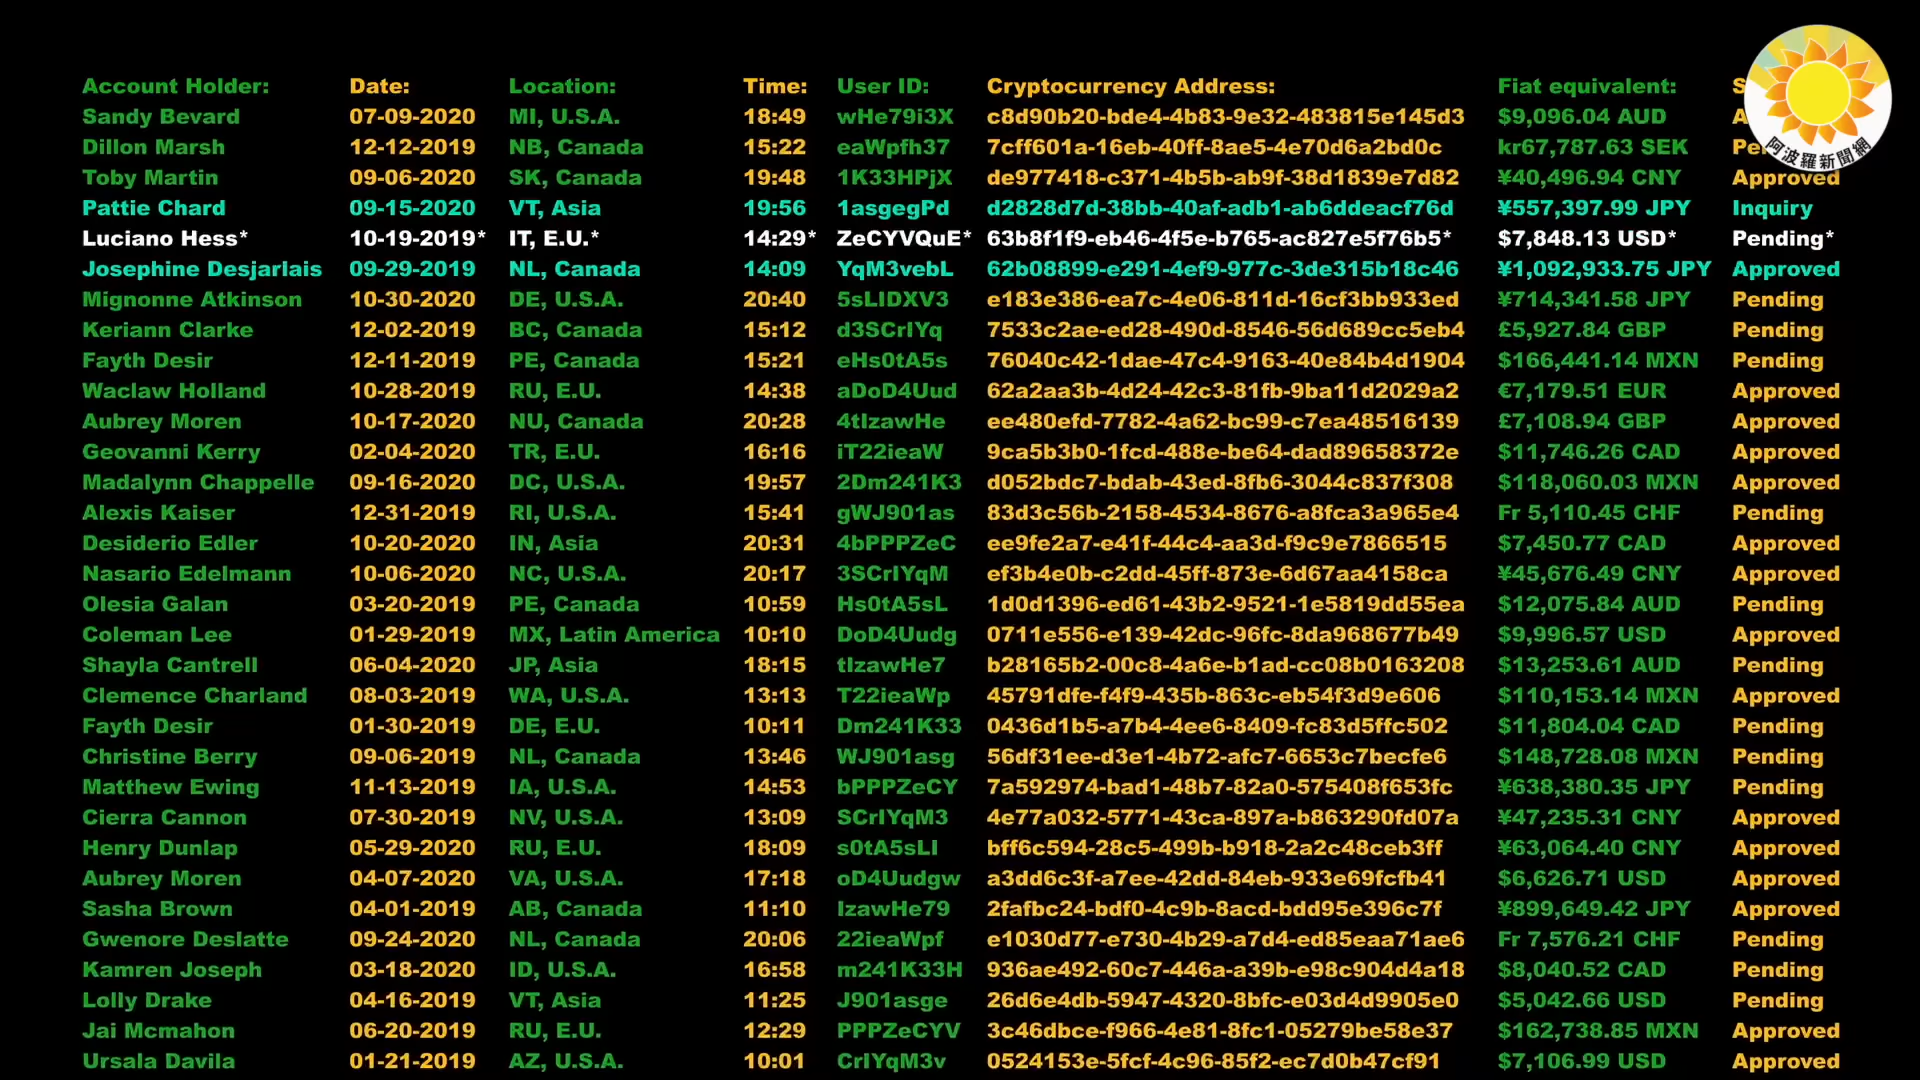 Account Holder: Date: Location: Time: User ID: Cryptocurrency Address: Fiat equivalent:
Sandy Bevard 07-09-2020 MI, U.S.A. 18:49 wHe79i3X c8d90b20-bde4-4b83-9e32-483815e145d3 $9,096.04 AUD
Dillon Marsh 12-12-2019 NB, Canada 15:22 eaWpfh37 7cff601a-16eb-40ff-8ae5-4e70d6a2bd0c kr67,787.63 SEK
阿波羅新聞網
Toby Martin 09-06-2020 SK, Canada 19:48 1K33HPjX de977418-c371-4b5b-ab9f-38d1839e7d82 ¥40,496.94 CNY Approved
Pattie Chard 09-15-2020 VT, Asia 19:56 1asgegPd d2828d7d-38bb-40af-adb1-ab6ddeacf76d ¥557,397.99 JPY Inquiry
Luciano Hess* 10-19-2019* IT, E.U.* 14:29* ZeCYVQuE* 63b8f1f9-eb46-4f5e-b765-ac827e5f76b5* $7,848.13 USD* Pending*
Josephine Desjarlais 09-29-2019 NL, Canada 14:09 YqM3vebL 62b08899-e291-4ef9-977c-3de315b18c46 ¥1,092,933.75 JPY Approved
Mignonne Atkinson 10-30-2020 DE, U.S.A. 20:40 5sLIDXV3 e183e386-ea7c-4e06-811d-16cf3bb933ed ¥714,341.58 JPY Pending
Keriann Clarke 12-02-2019 BC, Canada 15:12 d3SCrIYq 7533c2ae-ed28-490d-8546-56d689cc5eb4 £5,927.84 GBP Pending
Fayth Desir 12-11-2019 PE, Canada 15:21 eHs0tA5s 76040c42-1dae-47c4-9163-40e84b4d1904 $166,441.14 MXN Pending
Waclaw Holland 10-28-2019 RU, E.U. 14:38 aDoD4Uud 62a2aa3b-4d24-42c3-81fb-9ba11d2029a2 €7,179.51 EUR Approved
Aubrey Moren 10-17-2020 NU, Canada 20:28 4tIzawHe ee480efd-7782-4a62-bc99-c7ea48516139 £7,108.94 GBP Approved
Geovanni Kerry 02-04-2020 TR, E.U. 16:16 iT22ieaW 9ca5b3b0-1fcd-488e-be64-dad89658372e $11,746.26 CAD Approved
Madalynn Chappelle 09-16-2020 DC, U.S.A. 19:57 2Dm241K3 d052bdc7-bdab-43ed-8fb6-3044c837f308 $118,060.03 MXN Approved
Alexis Kaiser 12-31-2019 RI, U.S.A. 15:41 gWJ901as 83d3c56b-2158-4534-8676-a8fca3a965e4 Fr 5,110.45 CHF Pending
Desiderio Edler 10-20-2020 IN, Asia 20:31 4bPPPZeC ee9fe2a7-e41f-44c4-aa3d-f9c9e7866515 $7,450.77 CAD Approved
Nasario Edelmann 10-06-2020 NC, U.S.A. 20:17 3SCrIYqM ef3b4e0b-c2dd-45ff-873e-6d67aa4158ca ¥45,676.49 CNY Approved
Olesia Galan 03-20-2019 PE, Canada 10:59 Hs0tA5sL 1d0d1396-ed61-43b2-9521-1e5819dd55ea $12,075.84 AUD Pending
Coleman Lee 01-29-2019 MX, Latin America 10:10 DoD4Uudg 0711e556-e139-42dc-96fc-8da968677b49 $9,996.57 USD Approved
Shayla Cantrell 06-04-2020 JP, Asia 18:15 tIzawHe7 b28165b2-00c8-4a6e-b1ad-cc08b0163208 $13,253.61 AUD Pending
Clemence Charland 08-03-2019 WA, U.S.A. 13:13 T22ieaWp 45791dfe-f4f9-435b-863c-eb54f3d9e606 $110,153.14 MXN Approved
Fayth Desir 01-30-2019 DE, E.U. 10:11 Dm241K33 0436d1b5-a7b4-4ee6-8409-fc83d5ffc502 $11,804.04 CAD Pending
Christine Berry 09-06-2019 NL, Canada 13:46 WJ901asg 56df31ee-d3e1-4b72-afc7-6653c7becfe6 $148,728.08 MXN Pending
Matthew Ewing 11-13-2019 IA, U.S.A. 14:53 bPPPZeCY 7a592974-bad1-48b7-82a0-575408f653fc ¥638,380.35 JPY Pending
Cierra Cannon 07-30-2019 NV, U.S.A. 13:09 SCrIYqM3 4e77a032-5771-43ca-897a-b863290fd07a ¥47,235.31 CNY Approved
Henry Dunlap 05-29-2020 RU, E.U. 18:09 s0tA5sLI bff6c594-28c5-499b-b918-2a2c48ceb3ff ¥63,064.40 CNY Approved
Aubrey Moren 04-07-2020 VA, U.S.A. 17:18 oD4Uudgw a3dd6c3f-a7ee-42dd-84eb-933e69fcfb41 $6,626.71 USD Approved
Sasha Brown 04-01-2019 AB, Canada 11:10 IzawHe79 2fafbc24-bdf0-4c9b-8acd-bdd95e396c7f ¥899,649.42 JPY Approved
Gwenore Deslatte 09-24-2020 NL, Canada 20:06 22ieaWpf e1030d77-e730-4b29-a7d4-ed85eaa71ae6 Fr 7,576.21 CHF Pending
Kamren Joseph 03-18-2020 ID, U.S.A. 16:58 m241K33H 936ae492-60c7-446a-a39b-e98c904d4a18 $8,040.52 CAD Pending
Lolly Drake 04-16-2019 VT, Asia 11:25 J901asge 26d6e4db-5947-4320-8bfc-e03d4d9905e0 $5,042.66 USD Pending
Jai Mcmahon 06-20-2019 RU, E.U. 12:29 PPPZeCYV 3c46dbce-f966-4e81-8fc1-05279be58e37 $162,738.85 MXN Approved
Ursala Davila 01-21-2019 AZ, U.S.A. 10:01 CrIYqM3v 0524153e-5fcf-4c96-85f2-ec7d0b47cf91 $7,106.99 USD Approved